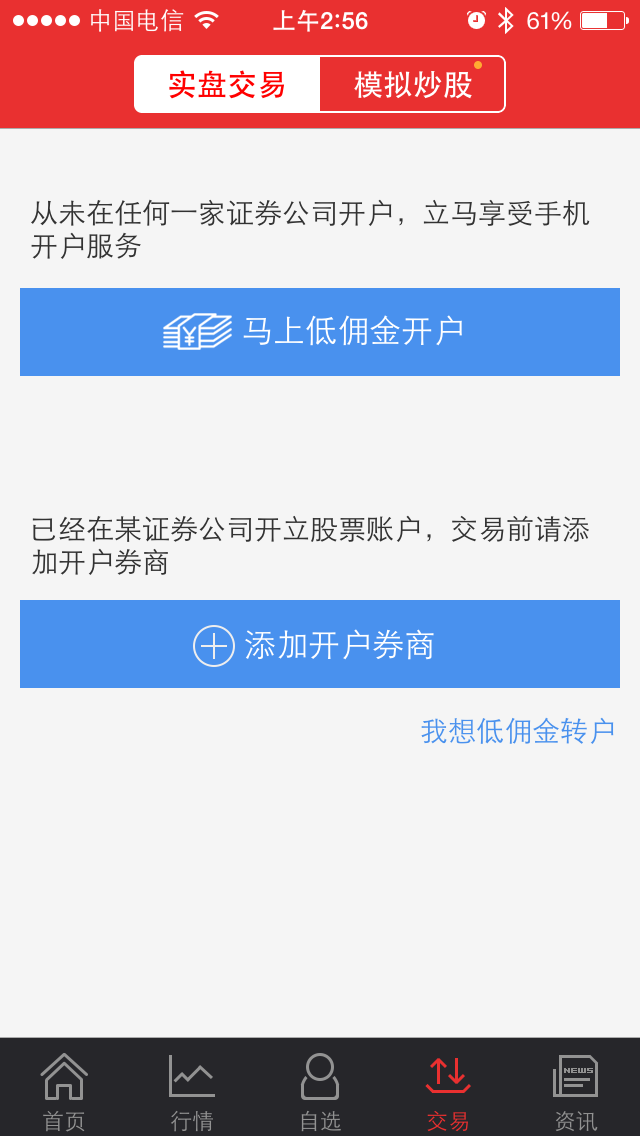 中国电信 上午2:56 61%
实盘交易 模拟炒股
从未在任何一家证券公司开户，立马享受手机
开户服务
¥ 马上低佣金开户
已经在某证券公司开立股票账户，交易前请添
加开户券商
添加开户券商
我想低佣金转户
NEWS
首页 行情 自选 交易 资讯